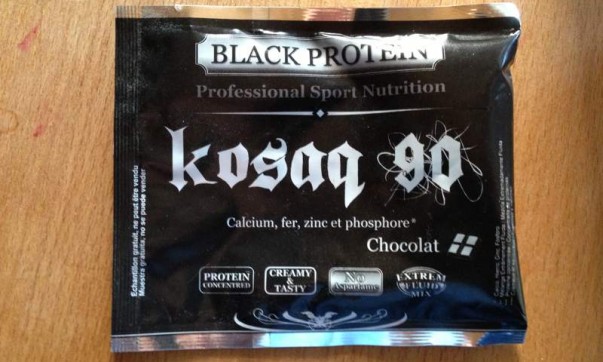 BLACK PROTEIN
Professional Sport Nutrition
kosaq 90
Calcium, fer, zinc et phosphore*
Chocolat
PROTEIN
CONCENTRED
CREAMY
&
TASTY
No
Aspartame
EXTREM
FLUID
MIX
Echantillon gratuit, ne peut être vendu
Muestra gratuita, no se puede vender